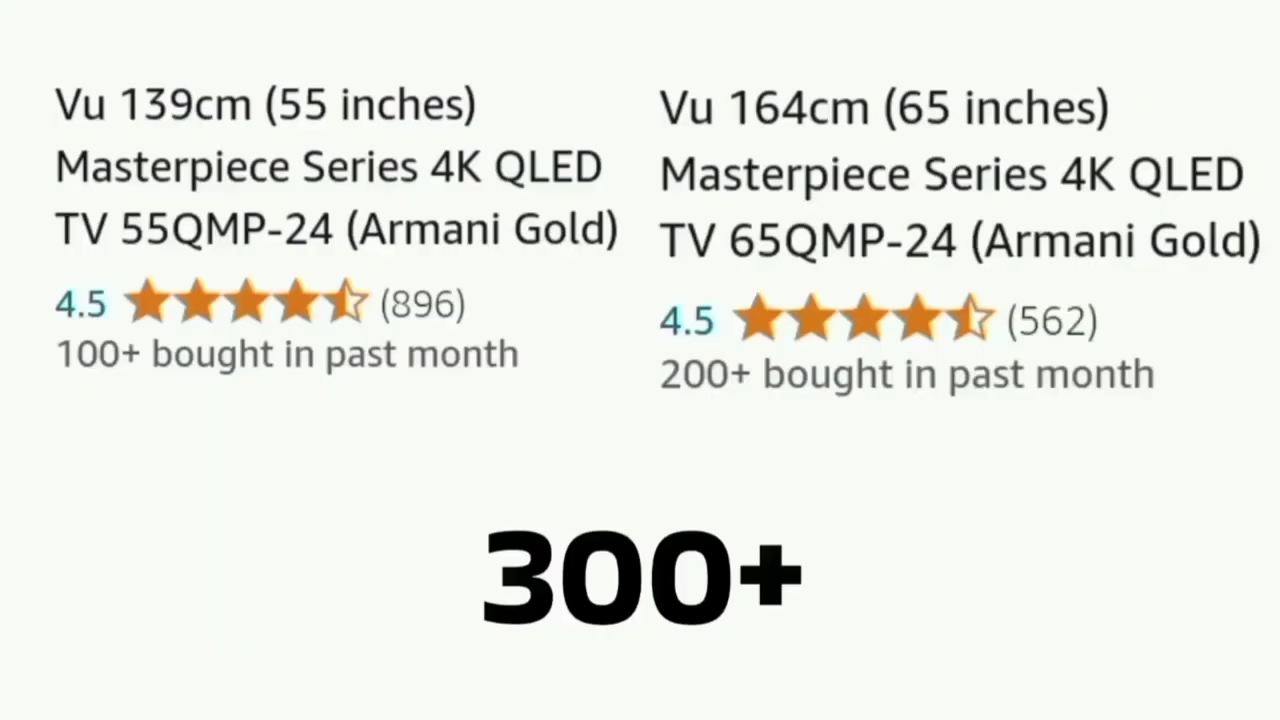 Vu 139cm (55 inches)
Masterpiece Series 4K QLED
TV 55QMP-24 (Armani Gold)
4.5 (896)
100+ bought in past month
Vu 164cm (65 inches)
Masterpiece Series 4K QLED
TV 65QMP-24 (Armani Gold)
4.5 (562)
200+ bought in past month
300+